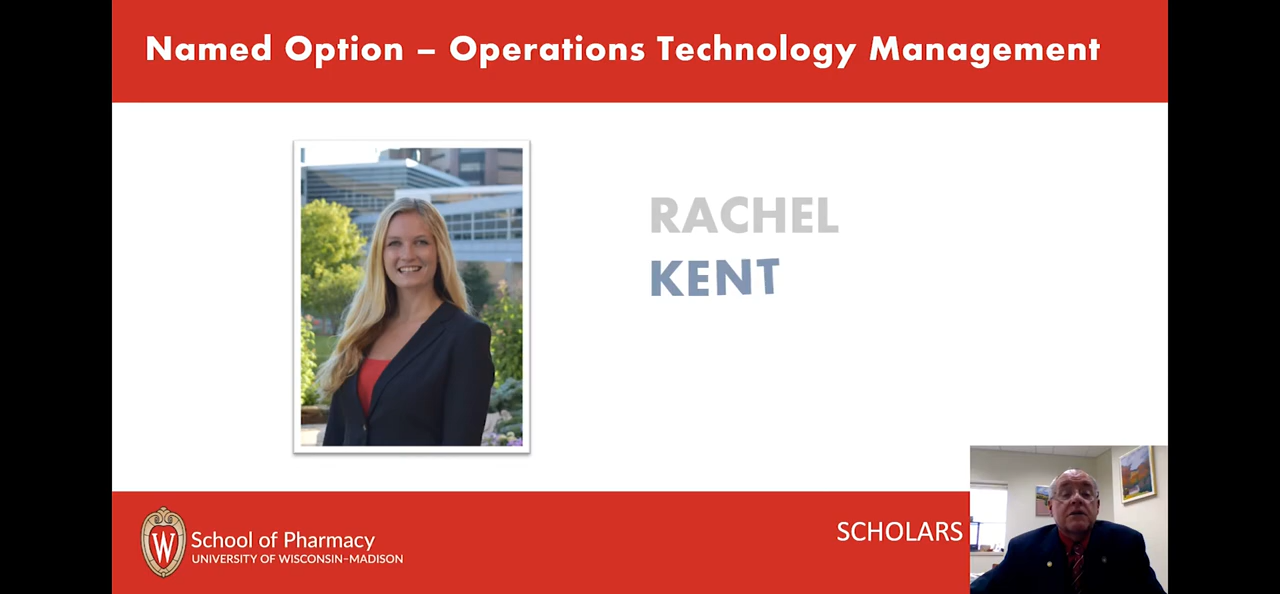 Named Option – Operations Technology Management
RACHEL
KENT
SCHOLARS
W
School of Pharmacy
UNIVERSITY OF WISCONSIN–MADISON